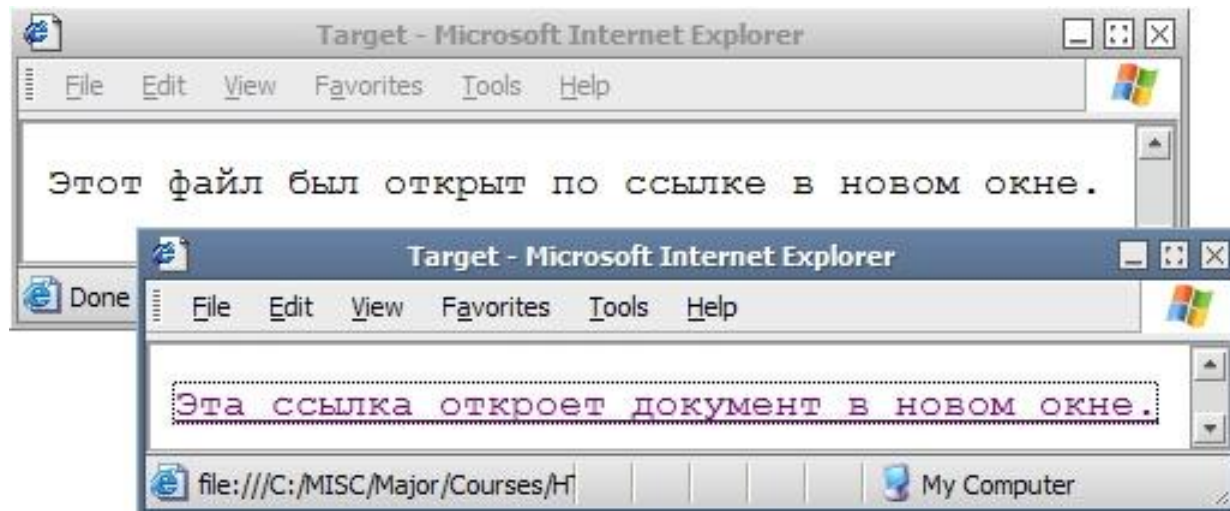 Target - Microsoft Internet Explorer
File Edit View Favorites Tools Help
Этот файл был открыт по ссылке в новом окне.
Done
Target - Microsoft Internet Explorer
File Edit View Favorites Tools Help
Эта ссылка откроет документ в новом окне.
file:///C:/MISC/Major/Courses/HT My Computer